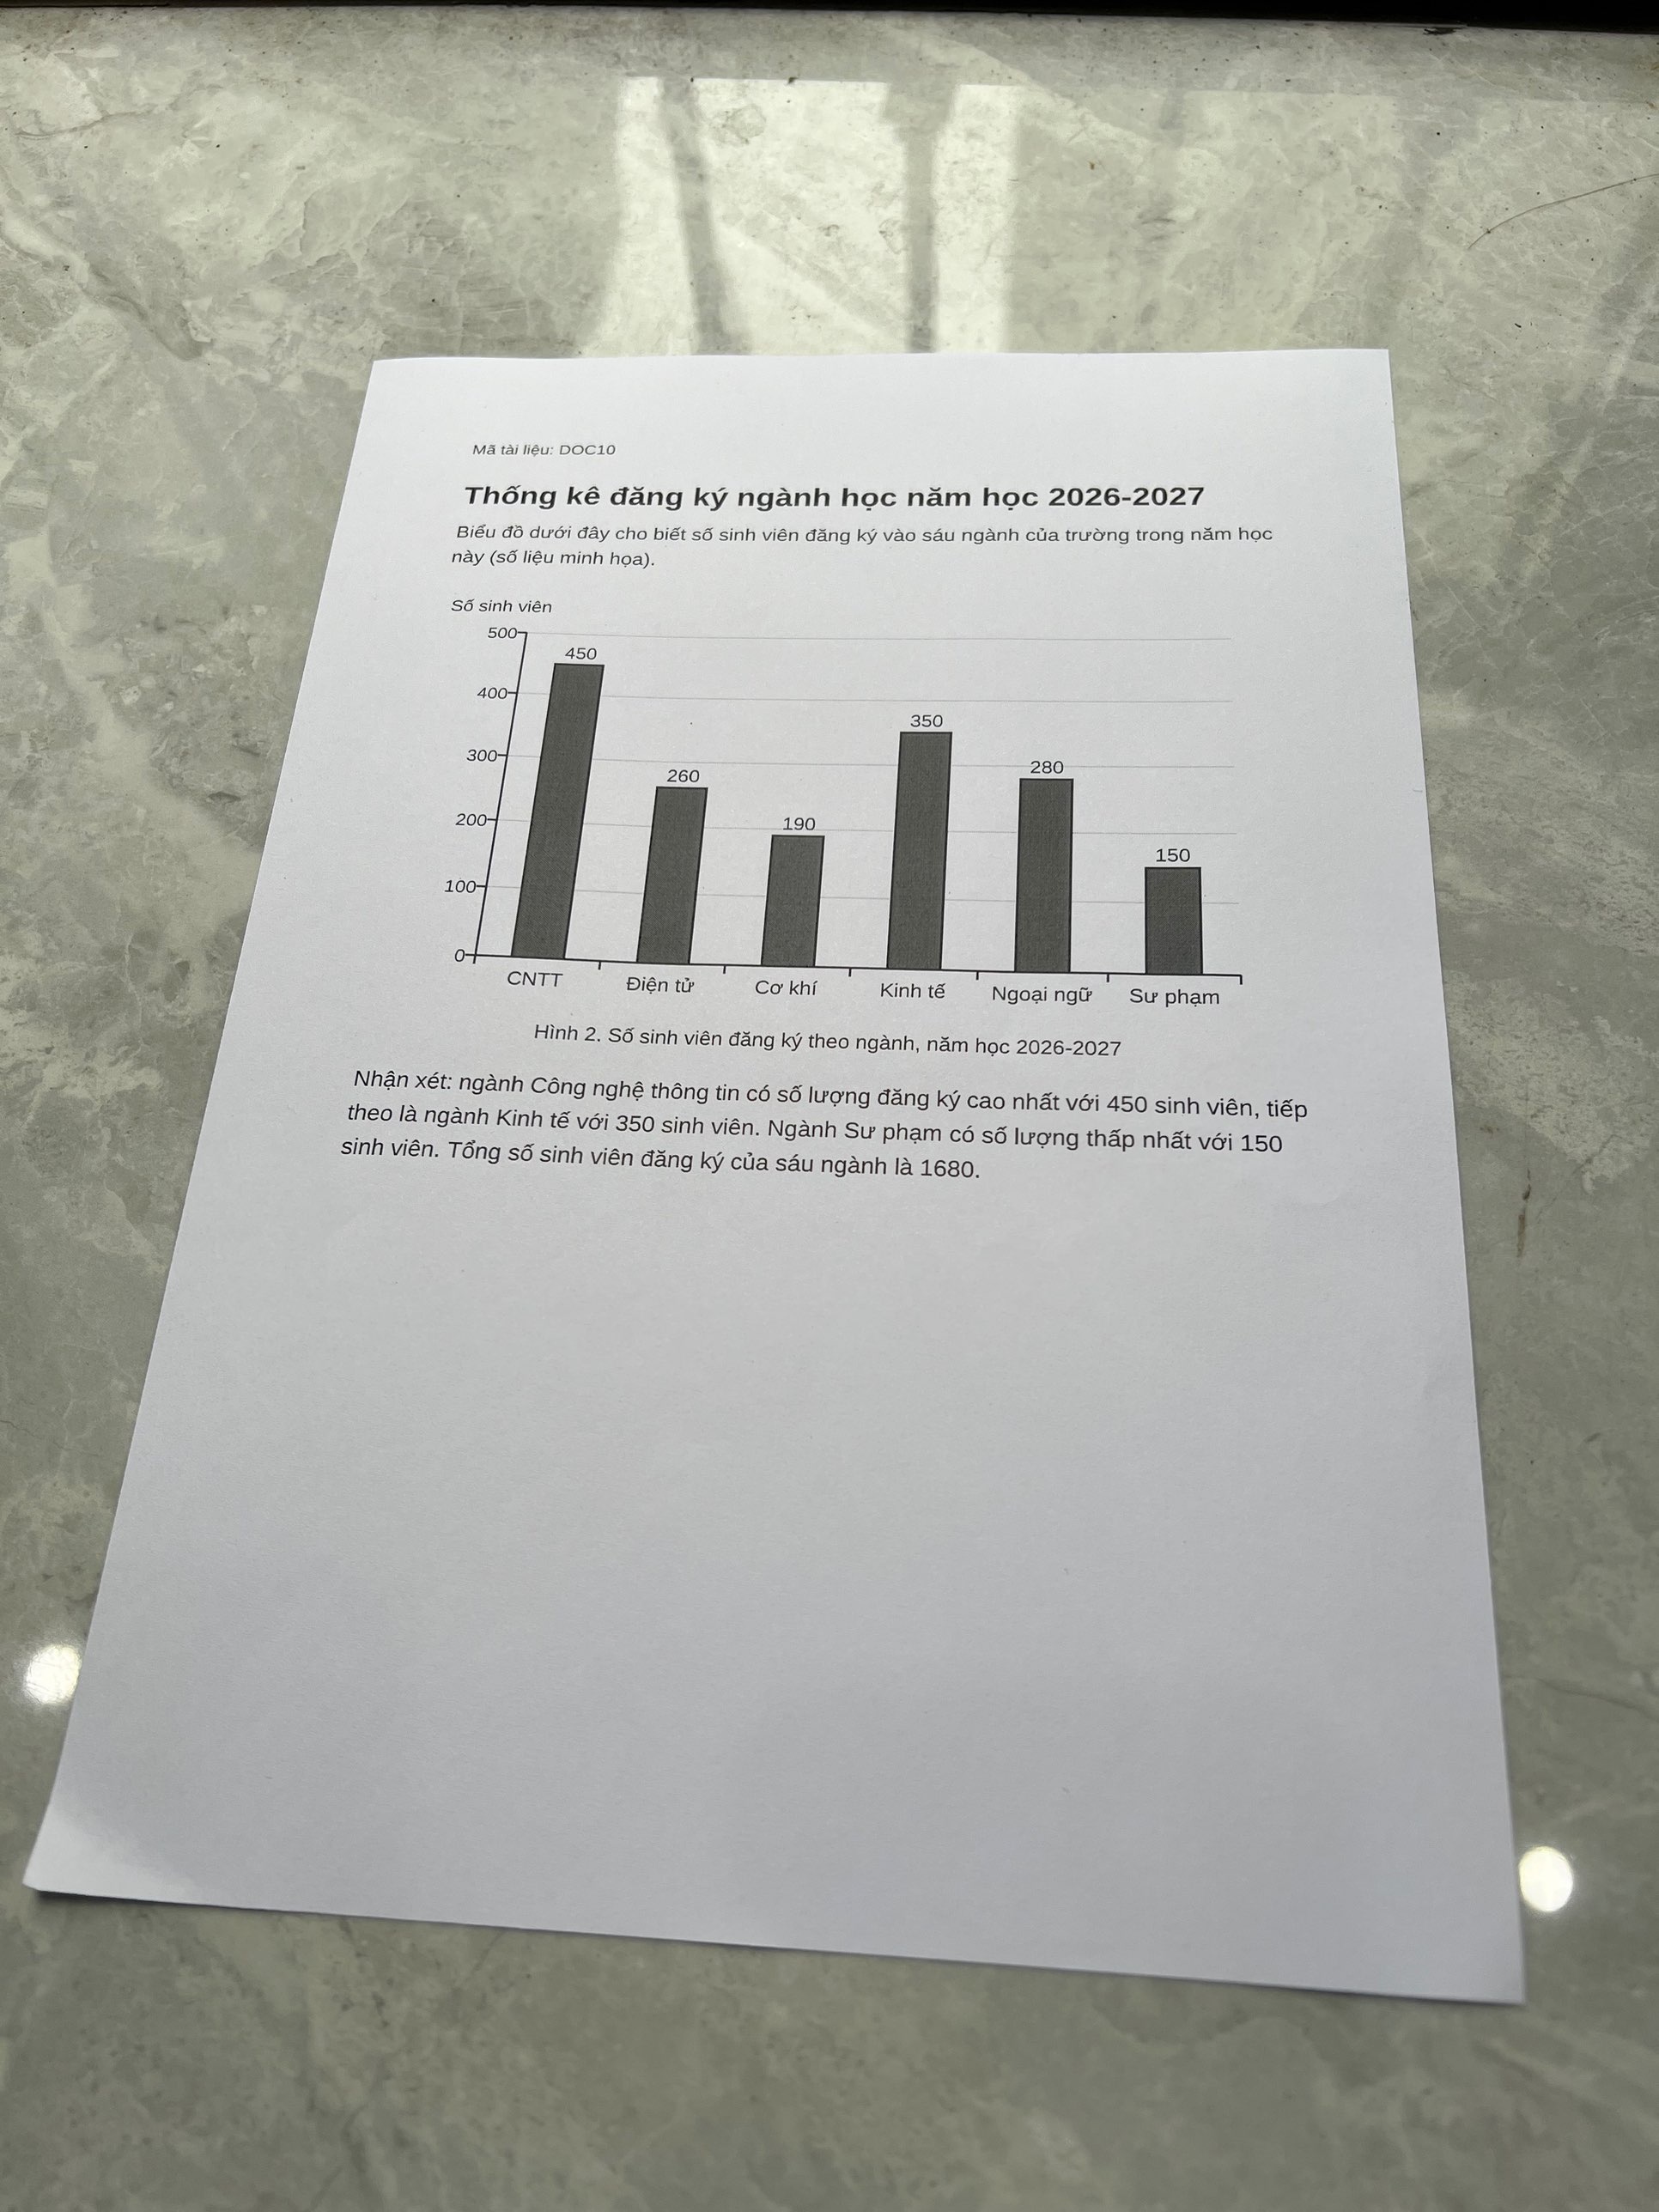 Mã tài liệu: DOC10
Thống kê đăng ký ngành học năm học 2026-2027
Biểu đồ dưới đây cho biết số sinh viên đăng ký vào sáu ngành của trường trong năm học
này (số liệu minh họa).
Số sinh viên
500
400
300
200
100
0
450
260
190
350
280
150
CNTT Điện tử Cơ khí Kinh tế Ngoại ngữ Sư phạm
Hình 2. Số sinh viên đăng ký theo ngành, năm học 2026-2027
Nhận xét: ngành Công nghệ thông tin có số lượng đăng ký cao nhất với 450 sinh viên, tiếp
theo là ngành Kinh tế với 350 sinh viên. Ngành Sư phạm có số lượng thấp nhất với 150
sinh viên. Tổng số sinh viên đăng ký của sáu ngành là 1680.